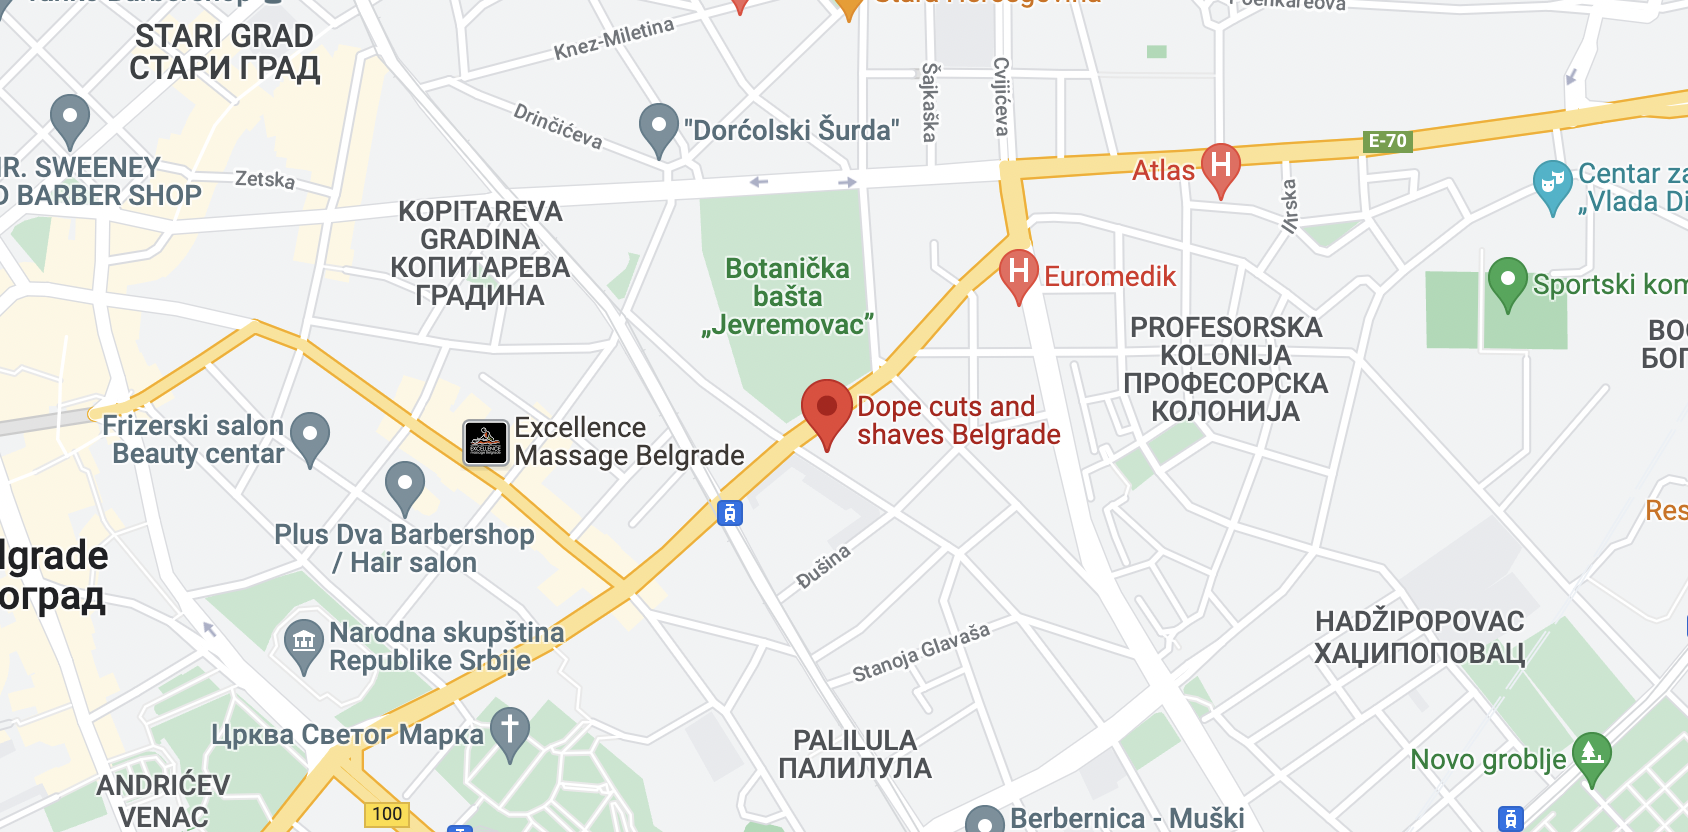 STARI GRAD
СТАРИ ГРАД
Knez-Miletina
Stara Hercegovina
Poenkareova
Drinčićeva
"Dorćolski Šurda"
Šajkaška
Cvijićeva
E-70
Atlas
Centar za
„Vlada Di
SWEENEY
BARBER SHOP
Zetska
KOPITAREVA
GRADINA
КОПИТАРЕВА
ГРАДИНА
Botanička
bašta
„Jevremovac”
Mirska
Euromedik
Sportski kom
PROFESORSKA
KOLONIJA
ПРОФЕСОРСКА
КОЛОНИЈА
Dope cuts and
shaves Belgrade
Frizerski salon
Beauty centar
Excellence
Massage Belgrade
Plus Dva Barbershop
/ Hair salon
Res
lgrade
оград
Đušina
Narodna skupština
Republike Srbije
Stanoja Glavaša
HADŽIPOPOVAC
ХАЏИПОПОВАЦ
Црква Светог Марка
PALILULA
ПАЛИЛУЛА
Novo groblje
ANDRIĆEV
VENAC
100
Berbernica - Muški